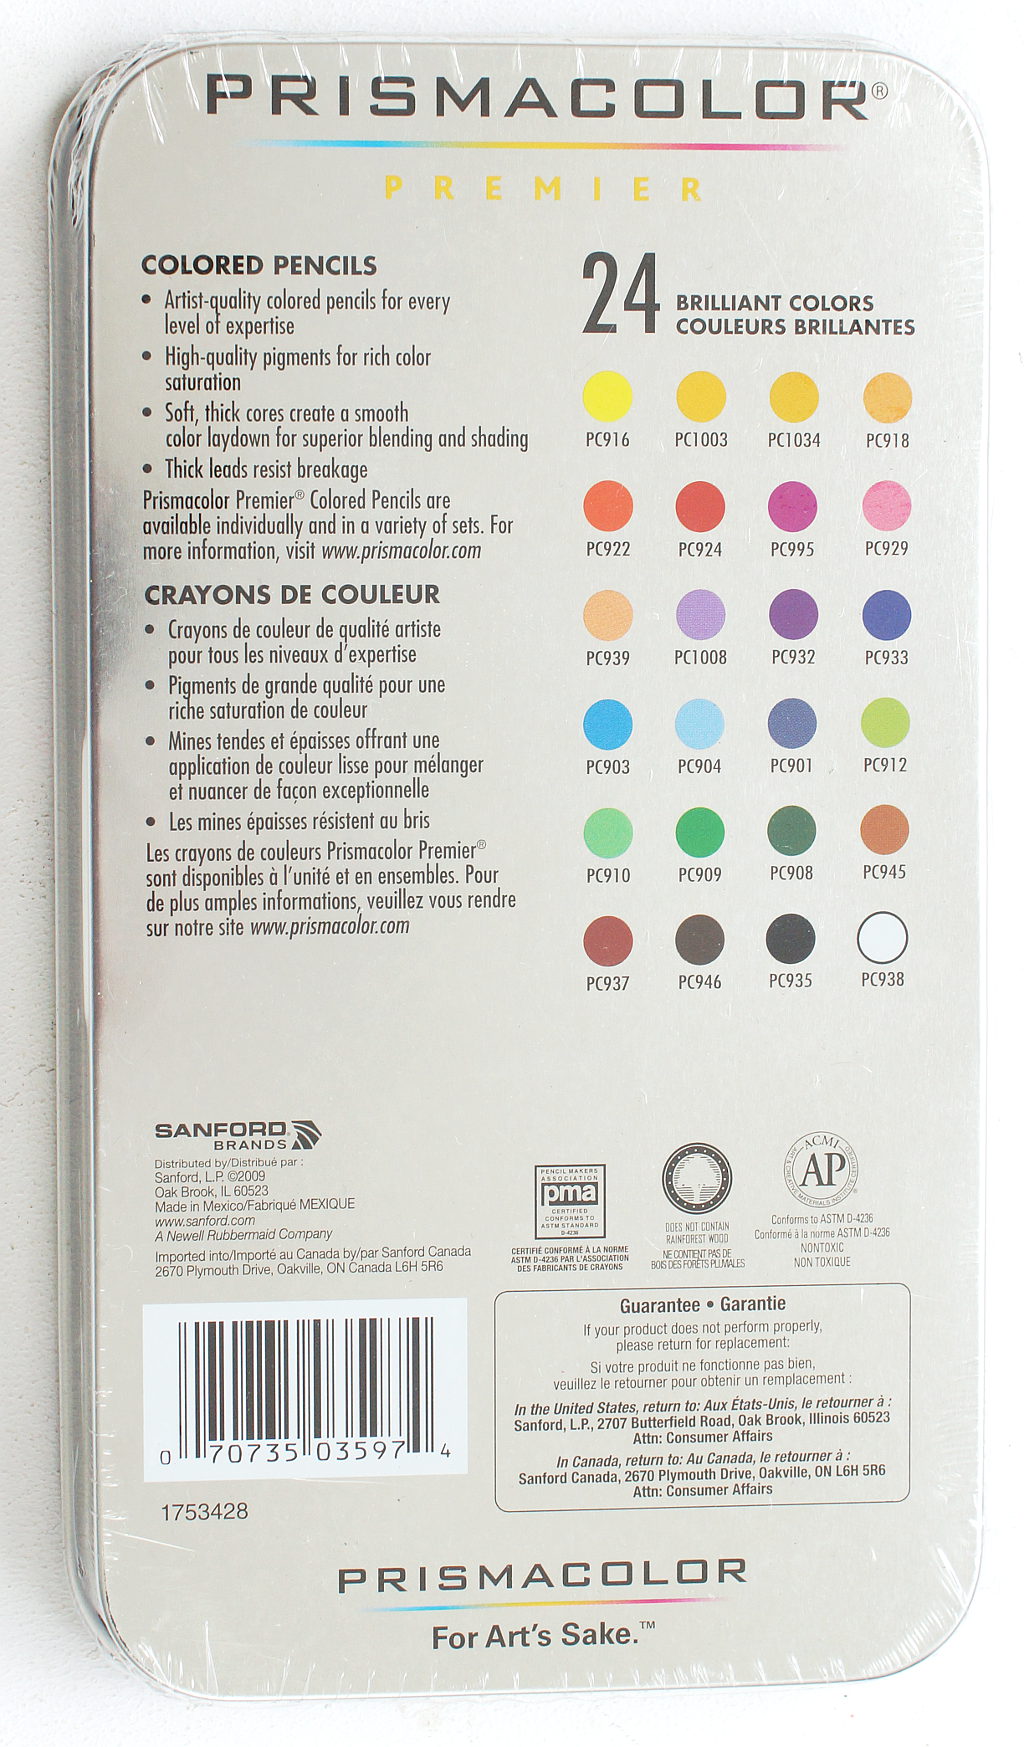 PRISMACOLOR®
PREMIER
COLORED PENCILS
• Artist-quality colored pencils for every
level of expertise
• High-quality pigments for rich color
saturation
• Soft, thick cores create a smooth
color laydown for superior blending and shading
• Thick leads resist breakage
Prismacolor Premier® Colored Pencils are
available individually and in a variety of sets. For
more information, visit www.prismacolor.com
CRAYONS DE COULEUR
• Crayons de couleur de qualité artiste
pour tous les niveaux d'expertise
• Pigments de grande qualité pour une
riche saturation de couleur
• Mines tendes et épaisses offrant une
application de couleur lisse pour mélanger
et nuancer de façon exceptionnelle
• Les mines épaisses résistent au bris
Les crayons de couleurs Prismacolor Premier®
sont disponibles à l'unité et en ensembles. Pour
de plus amples informations, veuillez vous rendre
sur notre site www.prismacolor.com
24 BRILLIANT COLORS
COULEURS BRILLANTES
PC916 PC1003 PC1034 PC918
PC922 PC924 PC995 PC929
PC939 PC1008 PC932 PC933
PC903 PC904 PC901 PC912
PC910 PC909 PC908 PC945
PC937 PC946 PC935 PC938
SANFORD
BRANDS
Distributed by/Distribué par :
Sanford, L.P. ©2009
Oak Brook, IL 60523
Made in Mexico/Fabriqué MEXIQUE
www.sanford.com
A Newell Rubbermaid Company
Imported into/Importé au Canada by/par Sanford Canada
2670 Plymouth Drive, Oakville, ON Canada L6H 5R6
PENCIL MAKERS
ASSOCIATION
pma
CERTIFIED
CONFORMS TO
ASTM STANDARD
D-4236
CERTIFIÉ CONFORMÉ À LA NORME
ASTM D-4236 PAR L'ASSOCIATION
DES FABRICANTS DE CRAYONS
DOES NOT CONTAIN
RAINFOREST WOOD
NE CONTIENT PAS DE
BOIS DES FORÊTS PLUVIALES
ACMI
AP
ART & CREATIVE MATERIALS INSTITUTE CERTIFIED
Conforms to ASTM D-4236
Conformé à la norme ASTM D-4236
NONTOXIC
NON TOXIQUE
0 70735 03597 4
1753428
Guarantee • Garantie
If your product does not perform properly,
please return for replacement:
Si votre produit ne fonctionne pas bien,
veuillez le retourner pour obtenir un remplacement :
In the United States, return to: Aux États-Unis, le retourner à :
Sanford, L.P., 2707 Butterfield Road, Oak Brook, Illinois 60523
Attn: Consumer Affairs
In Canada, return to: Au Canada, le retourner à :
Sanford Canada, 2670 Plymouth Drive, Oakville, ON L6H 5R6
Attn: Consumer Affairs
PRISMACOLOR
For Art's Sake.™